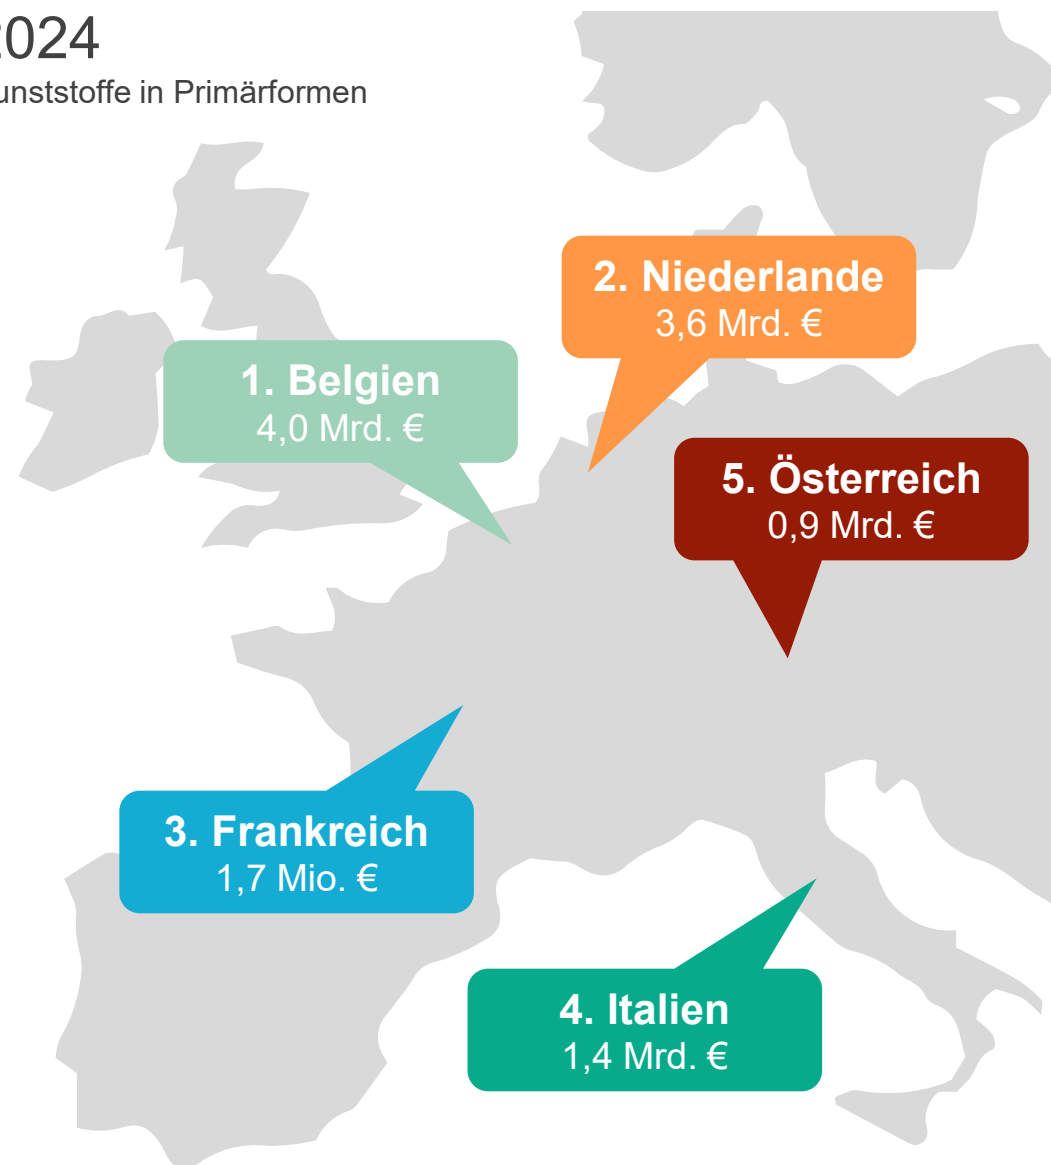 2024
unststoffe in Primärformen
2. Niederlande
3,6 Mrd. €
1. Belgien
4,0 Mrd. €
5. Österreich
0,9 Mrd. €
3. Frankreich
1,7 Mio. €
4. Italien
1,4 Mrd. €